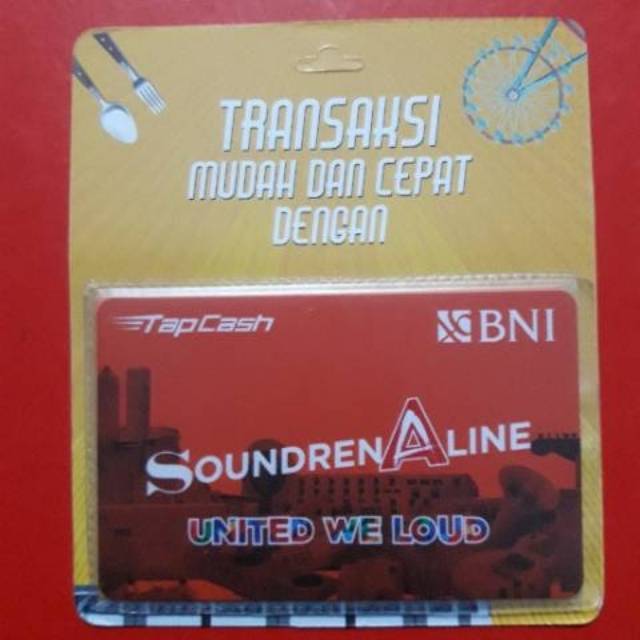 TRANSAKSI
MUDAH DAN CEPAT
DENGAN
TapCash
BNI
SOUNDRENALINE
UNITED WE LOUD